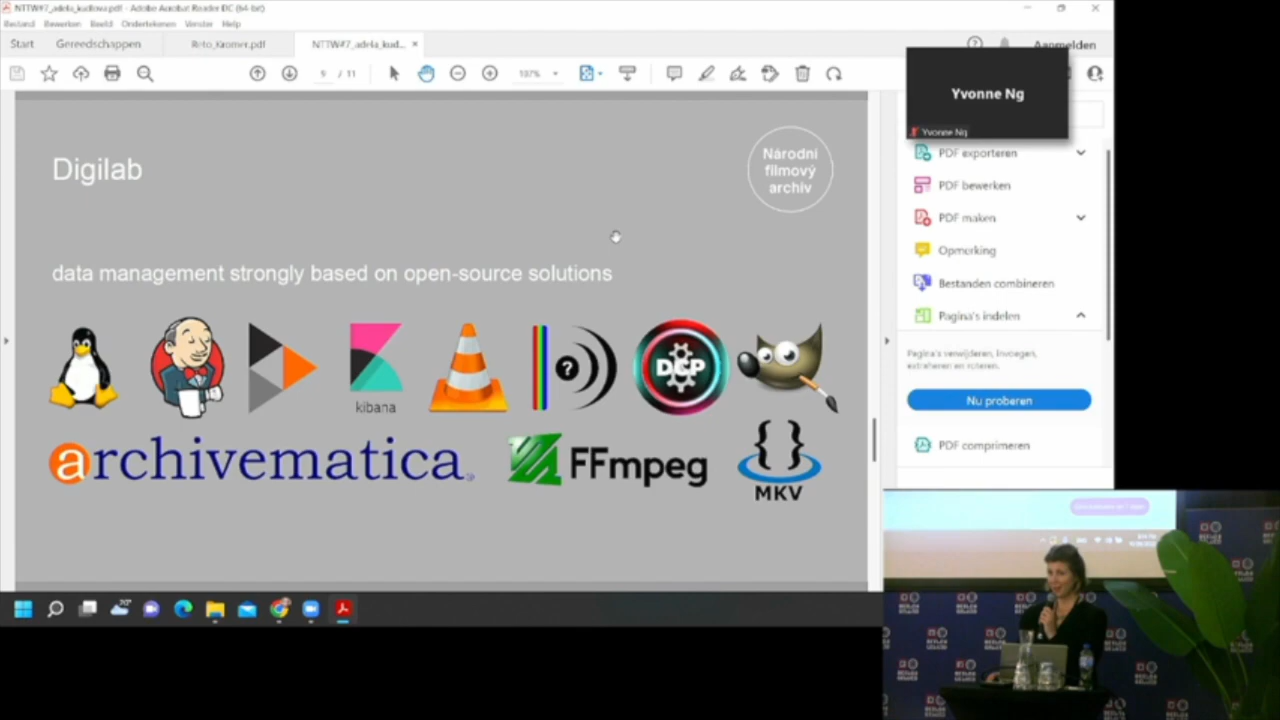 NTTW#7_adela_kudlova.pdf - Adobe Acrobat Reader DC (64-bit)
Bestand Bewerken Beeld Ondertekenen Venster Help
Start Gereedschappen Reto_Kromer.pdf NTTW#7_adela_kud... × Aanmelden
9 / 11 107%
Yvonne Ng
Yvonne Ng
Digilab
Národní
filmový
archiv
data management strongly based on open-source solutions
kibana
?
DCP
archivematica
FFmpeg
{}
MKV
PDF exporteren
PDF bewerken
PDF maken
Opmerking
Bestanden combineren
Pagina's indelen
Pagina's verwijderen, invoegen,
extraheren en roteren.
Nu proberen
PDF comprimeren
70°